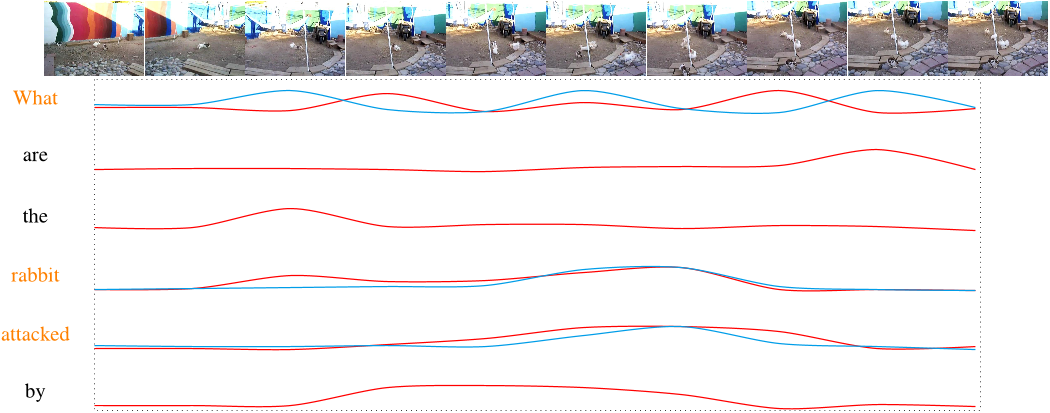 What
are
the
rabbit
attacked
by